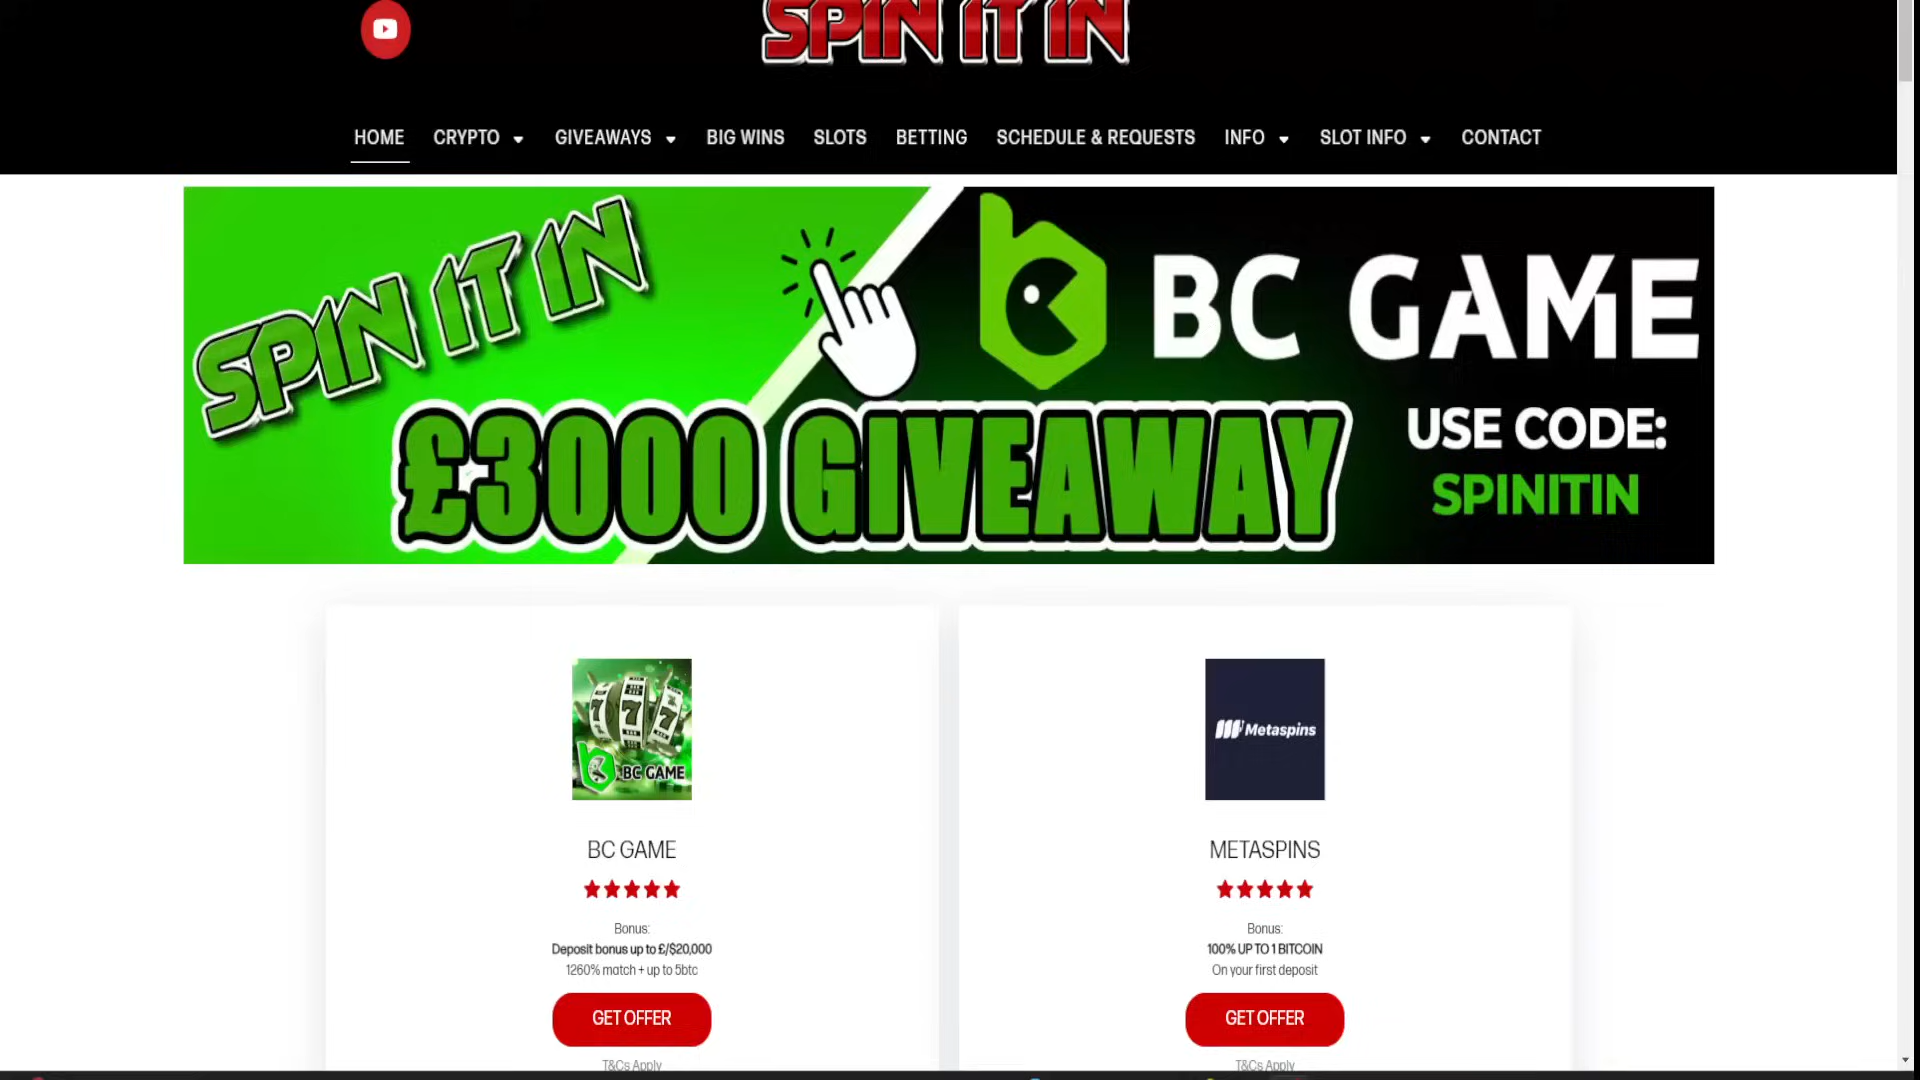 SPIN IT IN
HOME CRYPTO GIVEAWAYS BIG WINS SLOTS BETTING SCHEDULE & REQUESTS INFO SLOT INFO CONTACT
SPIN IT IN
BC GAME
£3000 GIVEAWAY
USE CODE:
SPINITIN
777
BC GAME
Metaspins
BC GAME
METASPINS
Bonus:
Deposit bonus up to £/$20,000
1260% match + up to 5btc
GET OFFER
T&Cs Apply
Bonus:
100% UP TO 1 BITCOIN
On your first deposit
GET OFFER
T&Cs Apply